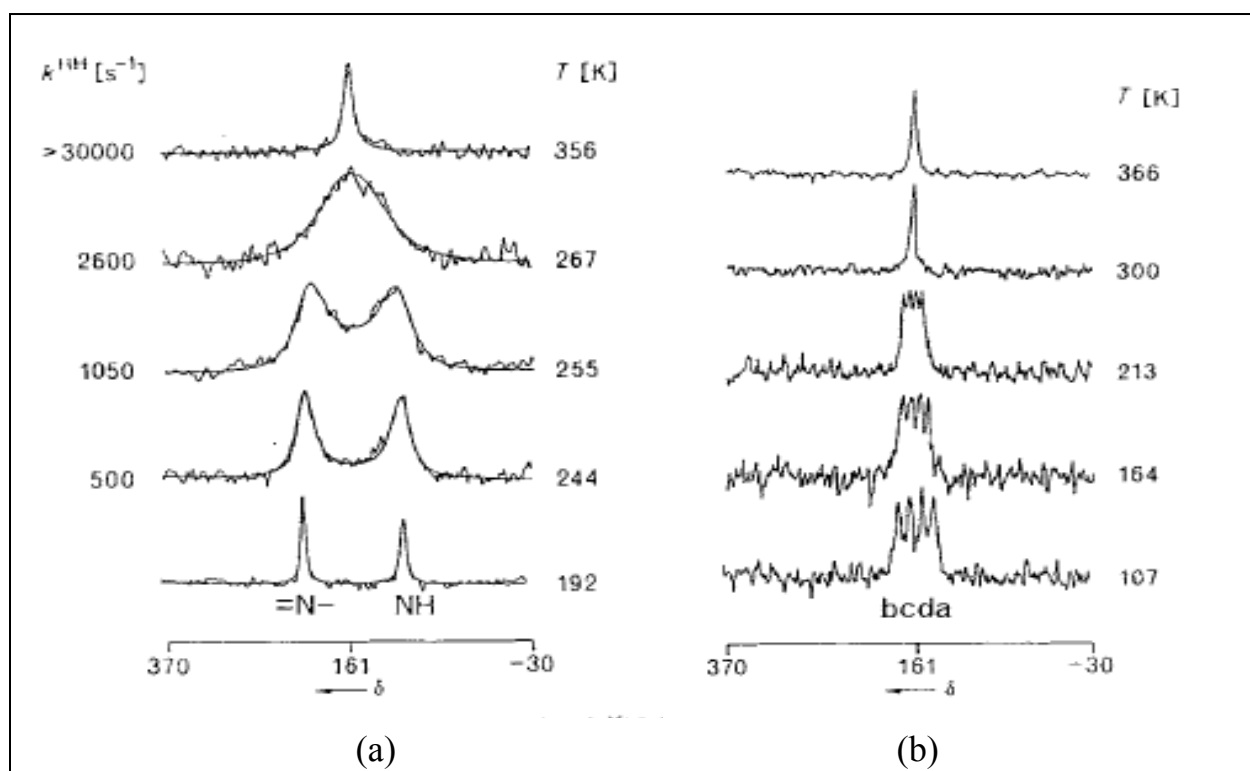 k^HH [s⁻¹]
T [K]
>30000
356
2600
267
1050
255
500
244
192
=N−
NH
370
161
−30
← δ
(a)
T [K]
366
300
213
164
107
bcda
370
161
−30
← δ
(b)